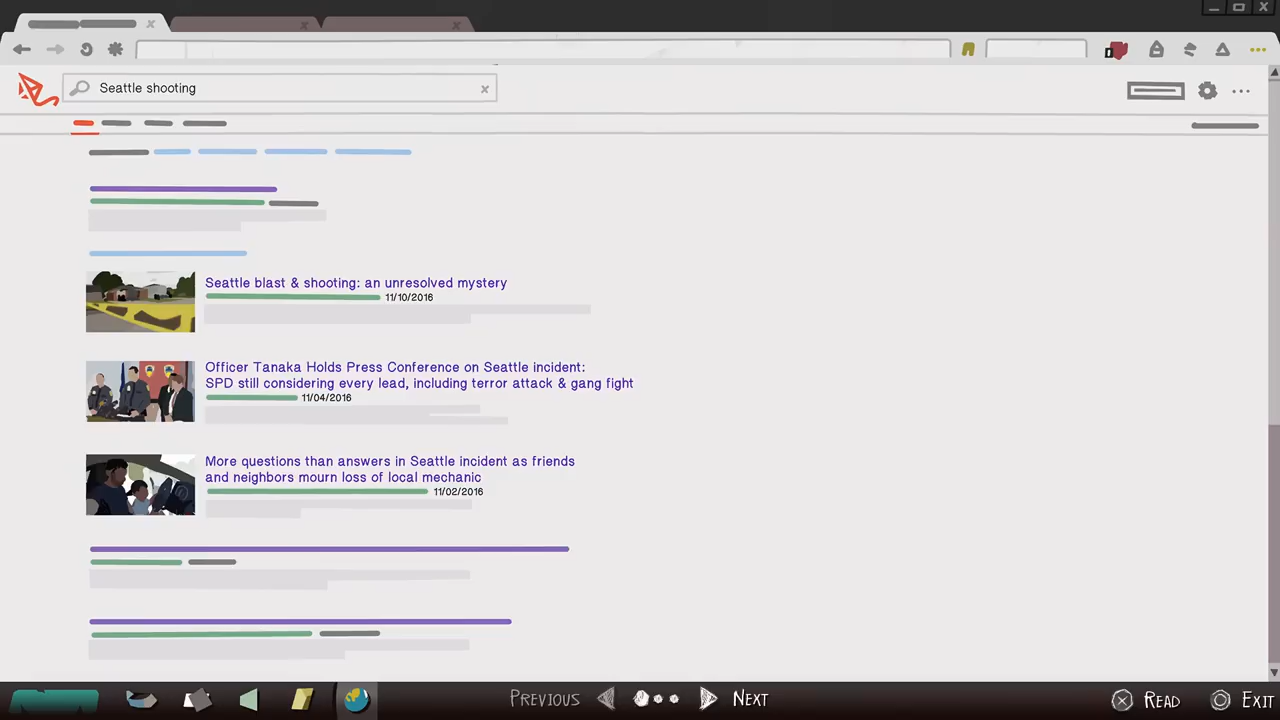 Seattle shooting
Seattle blast & shooting: an unresolved mystery
11/10/2016
Officer Tanaka Holds Press Conference on Seattle incident:
SPD still considering every lead, including terror attack & gang fight
11/04/2016
More questions than answers in Seattle incident as friends
and neighbors mourn loss of local mechanic
11/02/2016
PREVIOUS NEXT READ EXIT